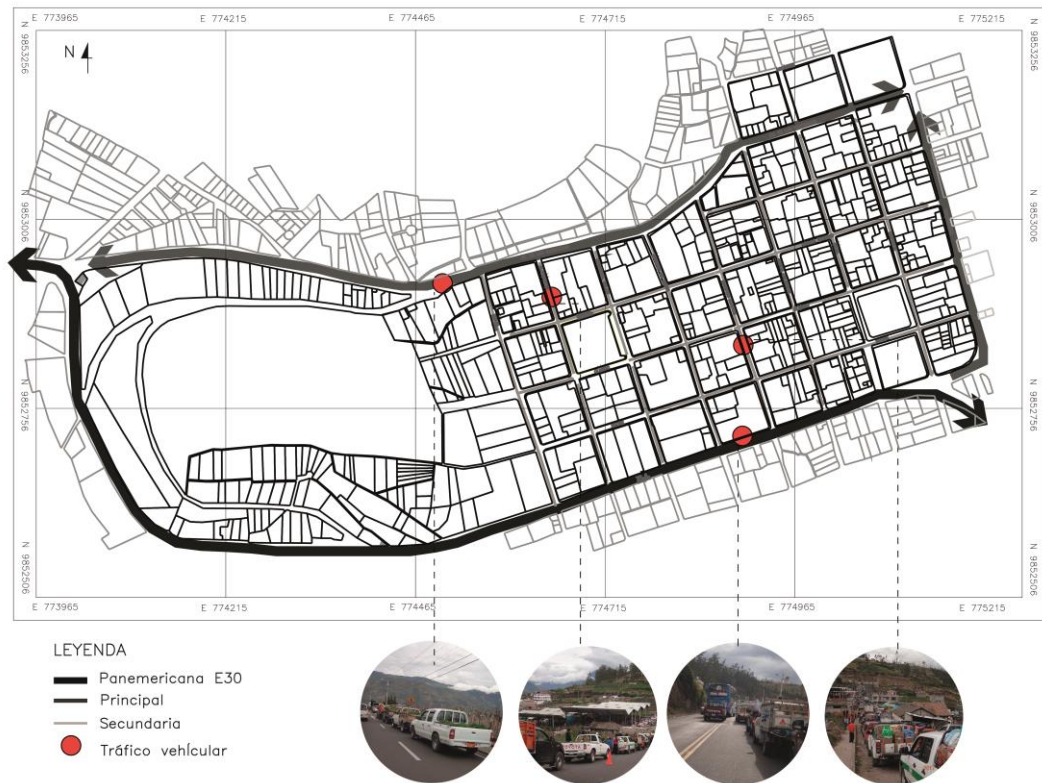 E 773965
E 774215
E 774465
E 774715
E 774965
E 775215
N 9853256
N 9853256
N
N 9853006
N 9853006
N 9852756
N 9852756
N 9852506
N 9852506
E 773965
E 774215
E 774465
E 774715
E 774965
E 775215
LEYENDA
Panamericana E30
Principal
Secundaria
Tráfico vehícular